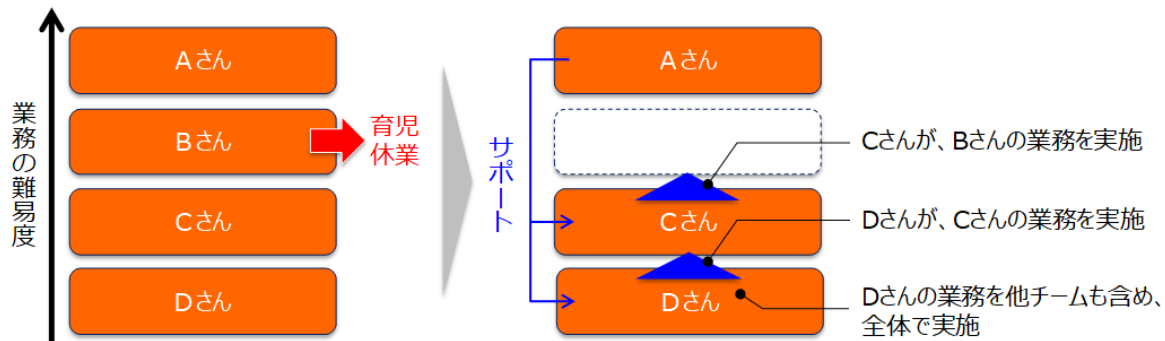 業務の難易度
Aさん
Bさん
育児
休業
Cさん
Dさん
サポート
Aさん
Cさん
Dさん
Cさんが、Bさんの業務を実施
Dさんが、Cさんの業務を実施
Dさんの業務を他チームも含め、
全体で実施